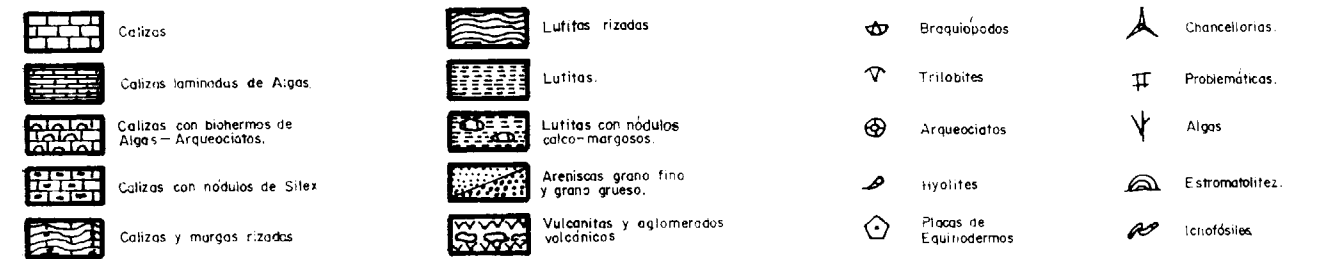 Calizas
Calizas laminadas de Algas.
Calizas con biohermos de
Algas - Arqueociatos.
Calizas con nódulos de Silex
Calizas y margas rizadas
Lutitas rizadas
Lutitas.
Lutitas con nódulos
calco-margosos.
Areniscas grano fino
y grano grueso.
Vulcanitas y aglomerados
volcánicos
Braquiópodos
Trilobites
Arqueociatos
Hyolites
Placas de
Equinodermos
Chancellorias.
Problemáticas.
Algas
Estromatolitez.
Icnofósiles.